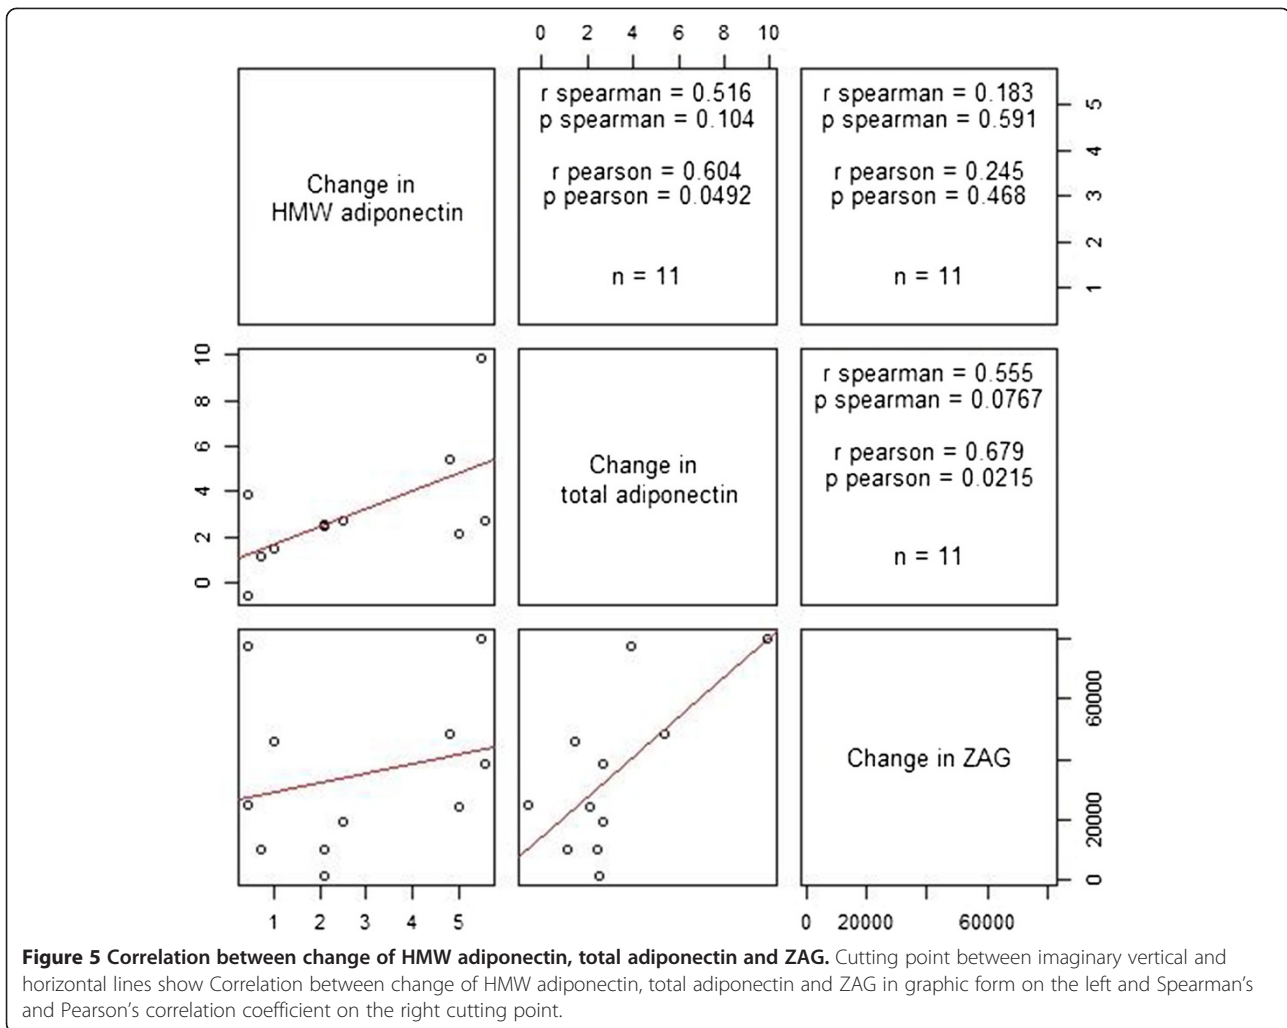 0 2 4 6 8 10
Change in
HMW adiponectin
r spearman = 0.516
p spearman = 0.104
r pearson = 0.604
p pearson = 0.0492
n = 11
r spearman = 0.183
p spearman = 0.591
r pearson = 0.245
p pearson = 0.468
n = 11
5
4
3
2
1
10
8
6
4
2
0
Change in
total adiponectin
r spearman = 0.555
p spearman = 0.0767
r pearson = 0.679
p pearson = 0.0215
n = 11
Change in ZAG
60000
20000
0
1 2 3 4 5
0 20000 60000
Figure 5 Correlation between change of HMW adiponectin, total adiponectin and ZAG. Cutting point between imaginary vertical and
horizontal lines show Correlation between change of HMW adiponectin, total adiponectin and ZAG in graphic form on the left and Spearman's
and Pearson's correlation coefficient on the right cutting point.